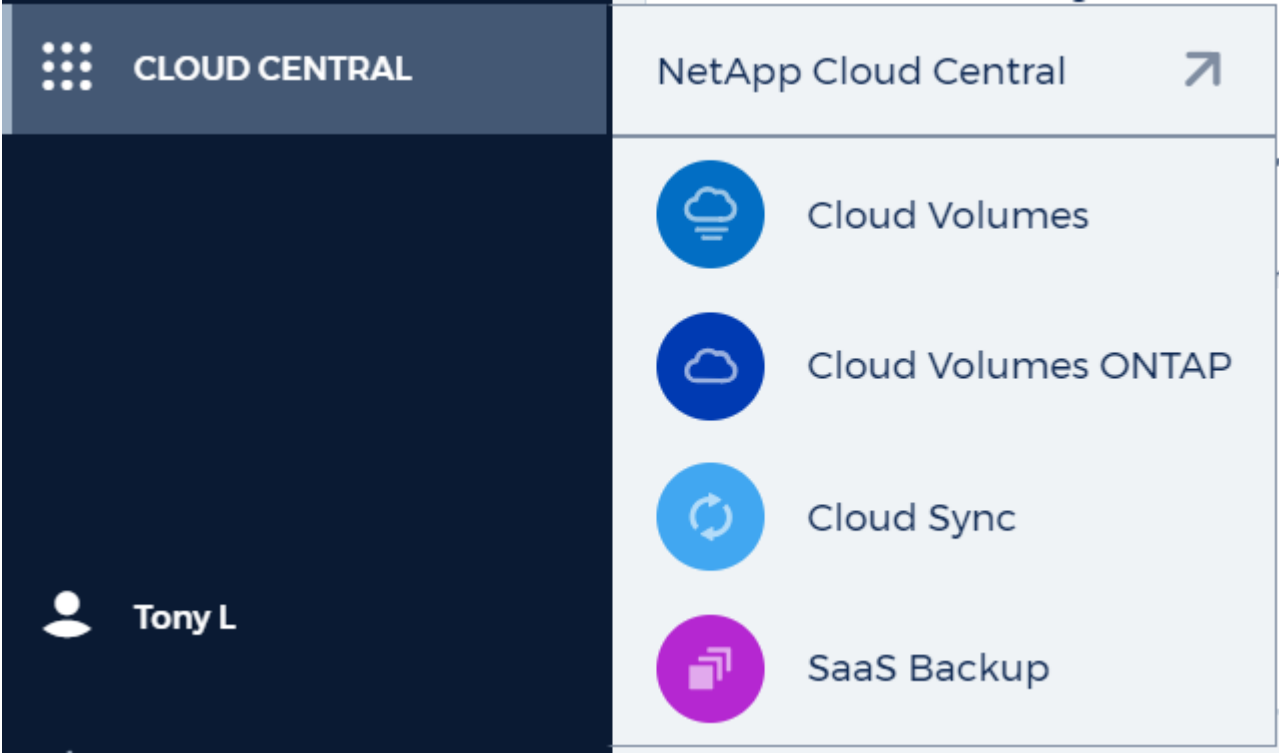 CLOUD CENTRAL
NetApp Cloud Central
Cloud Volumes
Cloud Volumes ONTAP
Cloud Sync
Tony L
SaaS Backup